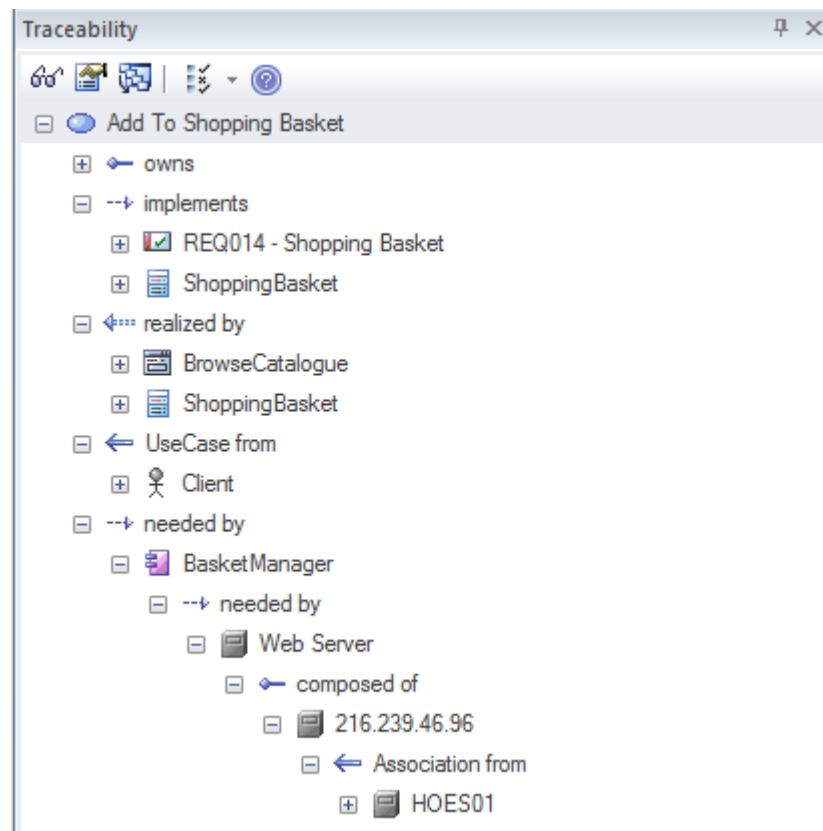 Traceability
Add To Shopping Basket
owns
implements
REQ014 - Shopping Basket
ShoppingBasket
realized by
BrowseCatalogue
ShoppingBasket
UseCase from
Client
needed by
BasketManager
needed by
Web Server
composed of
216.239.46.96
Association from
HOES01